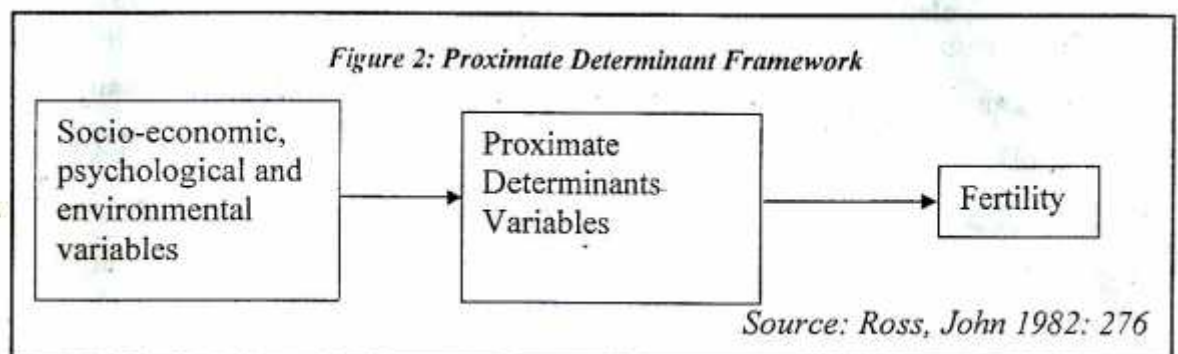 Figure 2: Proximate Determinant Framework
Socio-economic,
psychological and
environmental
variables
Proximate
Determinants
Variables
Fertility
Source: Ross, John 1982: 276